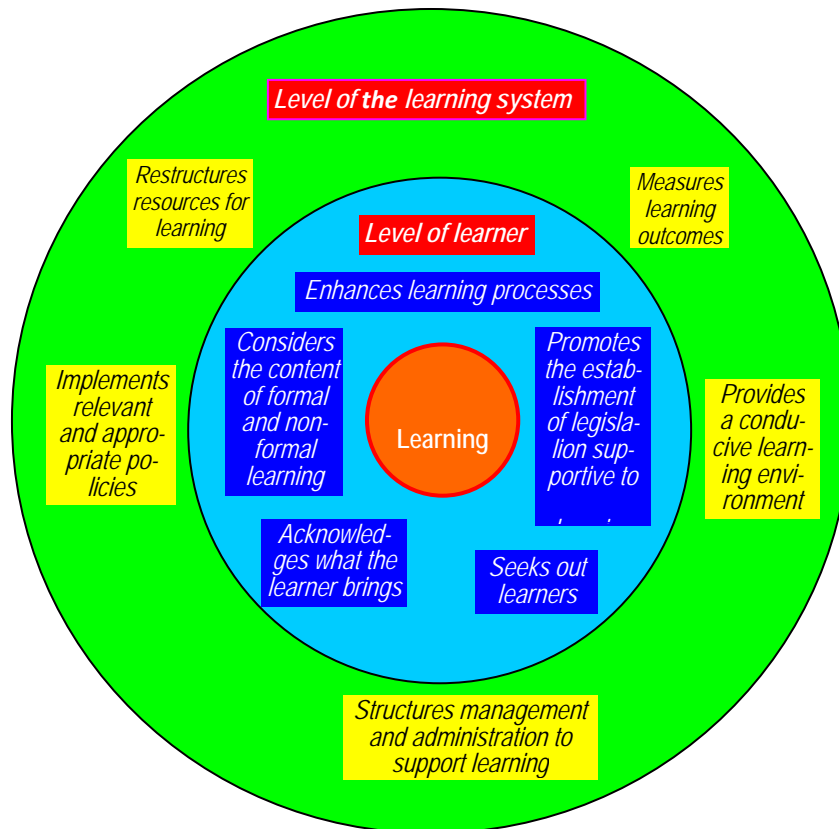 Level of the learning system
Restructures
resources for
learning
Measures
learning
outcomes
Level of learner
Enhances learning processes
Considers
the content
of formal
and non-
formal
learning
Promotes
the estab-
lishment
of legisla-
lion sup-
portive to
Learning
Implements
relevant
and appro-
priate po-
licies
Provides
a condu-
cive learn-
ing envi-
ronment
Acknowled-
ges what the
learner brings
Seeks out
learners
Structures management
and administration to
support learning